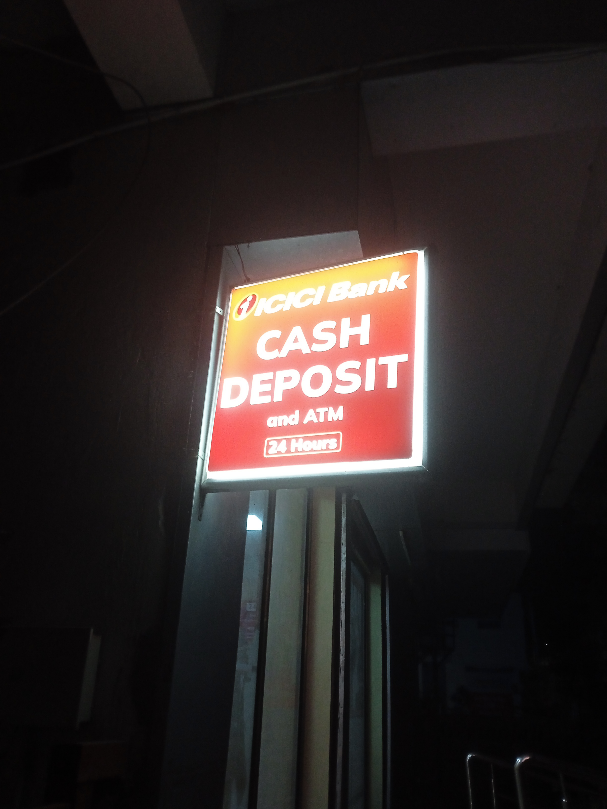 ICICI Bank
CASH
DEPOSIT
and ATM
24 Hours